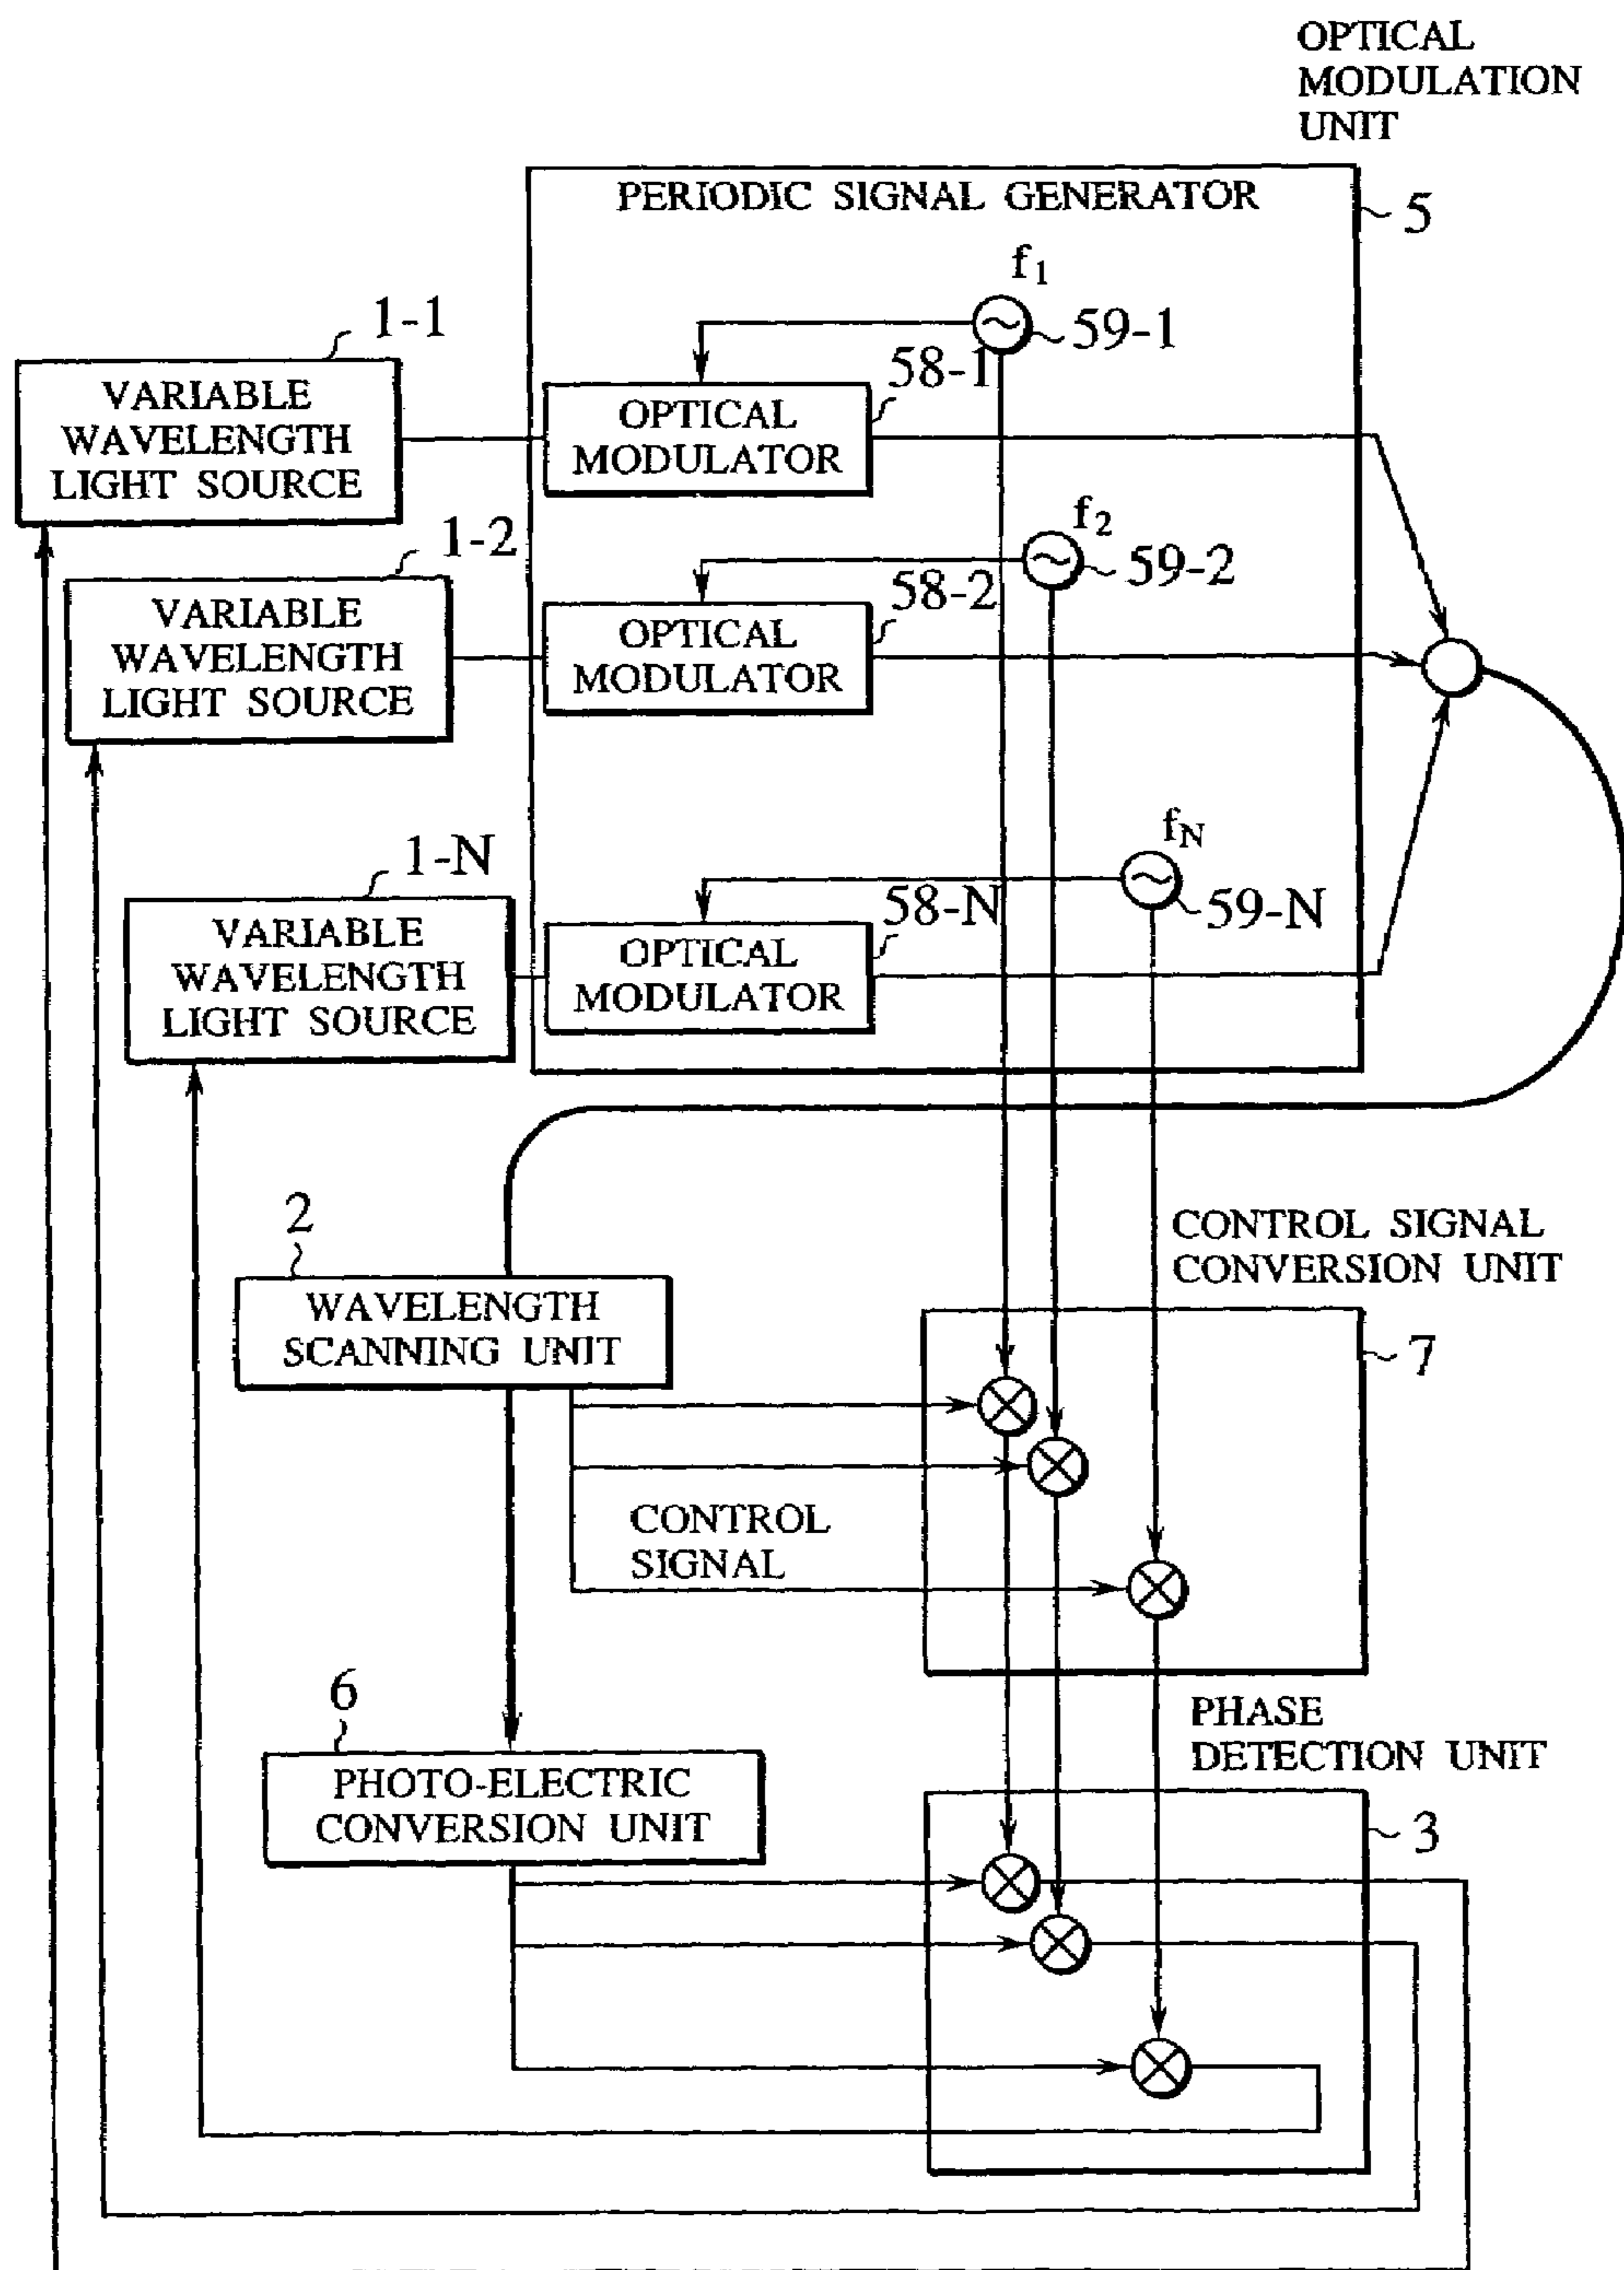 OPTICAL
MODULATION
UNIT
PERIODIC SIGNAL GENERATOR
5
f1
59-1
1-1
58-1
VARIABLE
WAVELENGTH
LIGHT SOURCE
OPTICAL
MODULATOR
f2
59-2
1-2
58-2
VARIABLE
WAVELENGTH
LIGHT SOURCE
OPTICAL
MODULATOR
fN
59-N
1-N
58-N
VARIABLE
WAVELENGTH
LIGHT SOURCE
OPTICAL
MODULATOR
2
WAVELENGTH
SCANNING UNIT
CONTROL SIGNAL
CONVERSION UNIT
7
CONTROL
SIGNAL
6
PHOTO-ELECTRIC
CONVERSION UNIT
PHASE
DETECTION UNIT
3